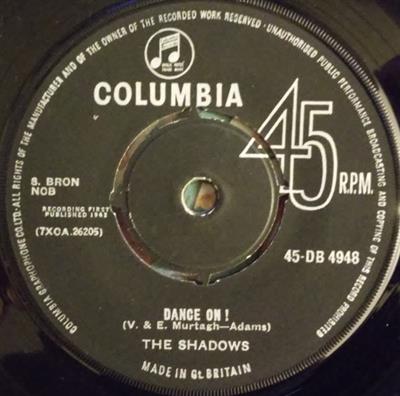 ALL RIGHTS OF THE MANUFACTURER AND OF THE OWNER OF THE RECORDED WORK RESERVED - UNAUTHORISED PUBLIC PERFORMANCE BROADCASTING AND COPYING OF THIS RECORD PROHIBITED
COLUMBIA GRAPHOPHONE CO. LTD.
COLUMBIA
45 R.P.M.
S. BRON
NOB
RECORDING FIRST
PUBLISHED 1962
(7XCA.26205)
45-DB 4948
DANCE ON!
(V. & E. Murtagh—Adams)
THE SHADOWS
MADE IN Gt. BRITAIN